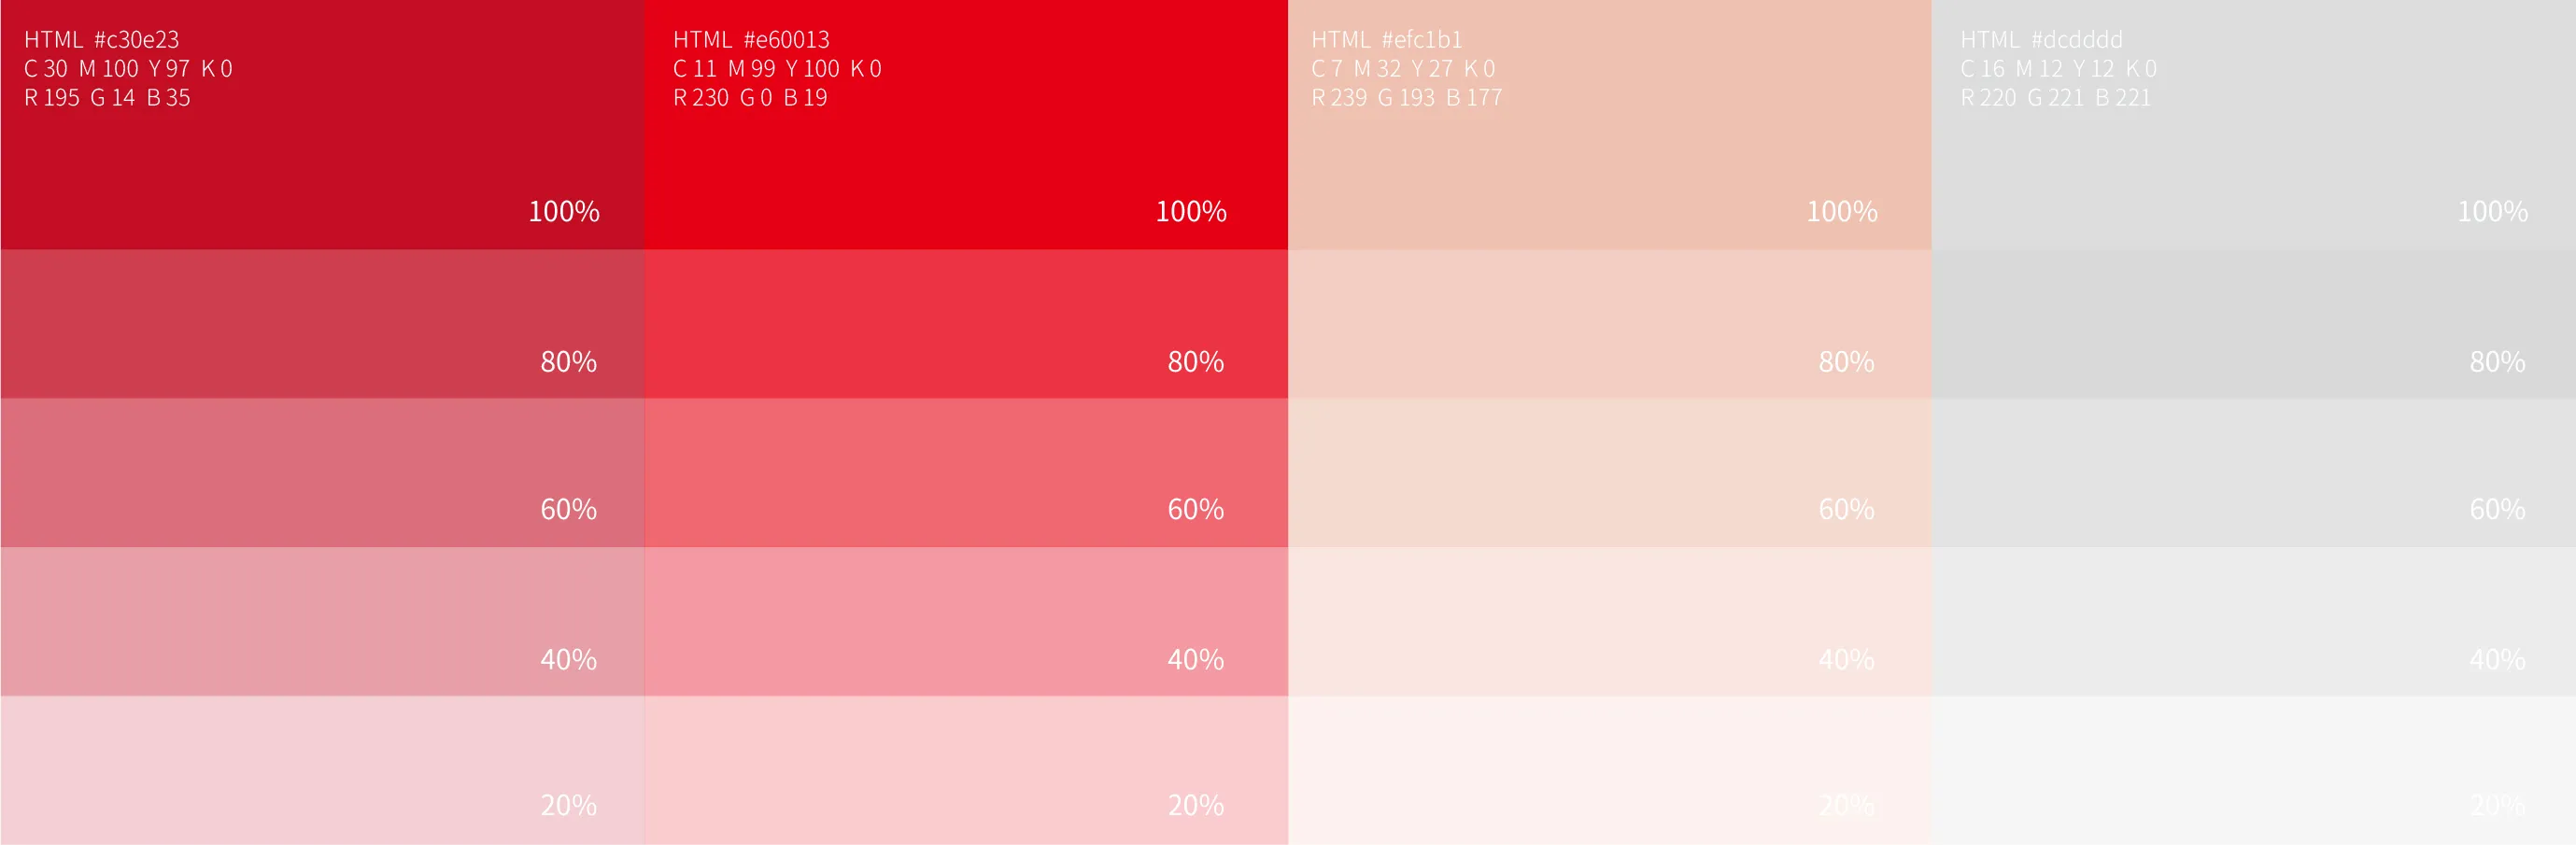 HTML #c30e23
C 30 M 100 Y 97 K 0
R 195 G 14 B 35
100%
80%
60%
40%
20%
HTML #e60013
C 11 M 99 Y 100 K 0
R 230 G 0 B 19
100%
80%
60%
40%
20%
HTML #efc1b1
C 7 M 32 Y 27 K 0
R 239 G 193 B 177
100%
80%
60%
40%
20%
HTML #dcdddd
C 16 M 12 Y 12 K 0
R 220 G 221 B 221
100%
80%
60%
40%
20%